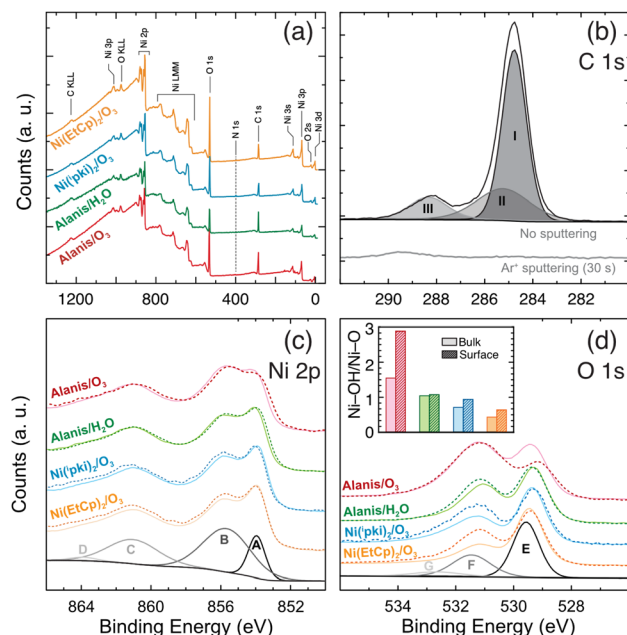 (a)
C KLL
Ni 3p
O KLL
Ni 2p
Ni LMM
O 1s
N 1s
C 1s
Ni 3s
Ni 3p
O 2s
Ni 3d
Ni(EtCp)₂/O₃
Ni(ⁱpki)₂/O₃
Alanis/H₂O
Alanis/O₃
Counts (a. u.)
1200 800 400 0
(b)
C 1s
I
II
III
No sputtering
Ar⁺ sputtering (30 s)
290 288 286 284 282
(c)
Ni 2p
Alanis/O₃
Alanis/H₂O
Ni(ⁱpki)₂/O₃
Ni(EtCp)₂/O₃
D C B A
Counts (a. u.)
864 860 856 852
Binding Energy (eV)
(d)
O 1s
Ni–OH/Ni–O
3
2
1
0
Bulk
Surface
Alanis/O₃
Alanis/H₂O
Ni(ⁱpki)₂/O₃
Ni(EtCp)₂/O₃
G F E
534 532 530 528 526
Binding Energy (eV)